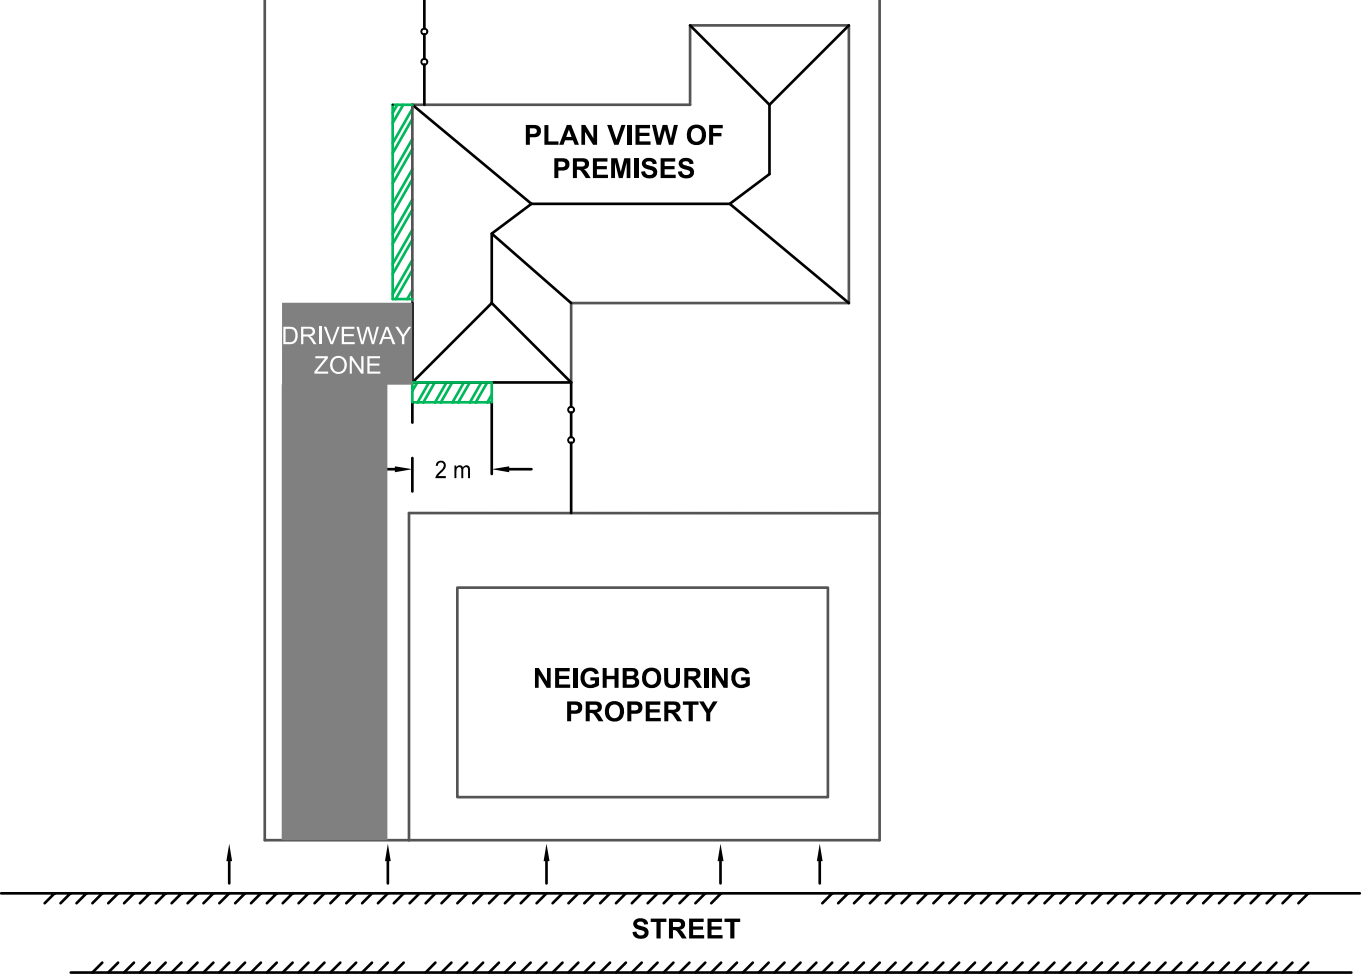 PLAN VIEW OF
PREMISES
DRIVEWAY
ZONE
2 m
NEIGHBOURING
PROPERTY
STREET